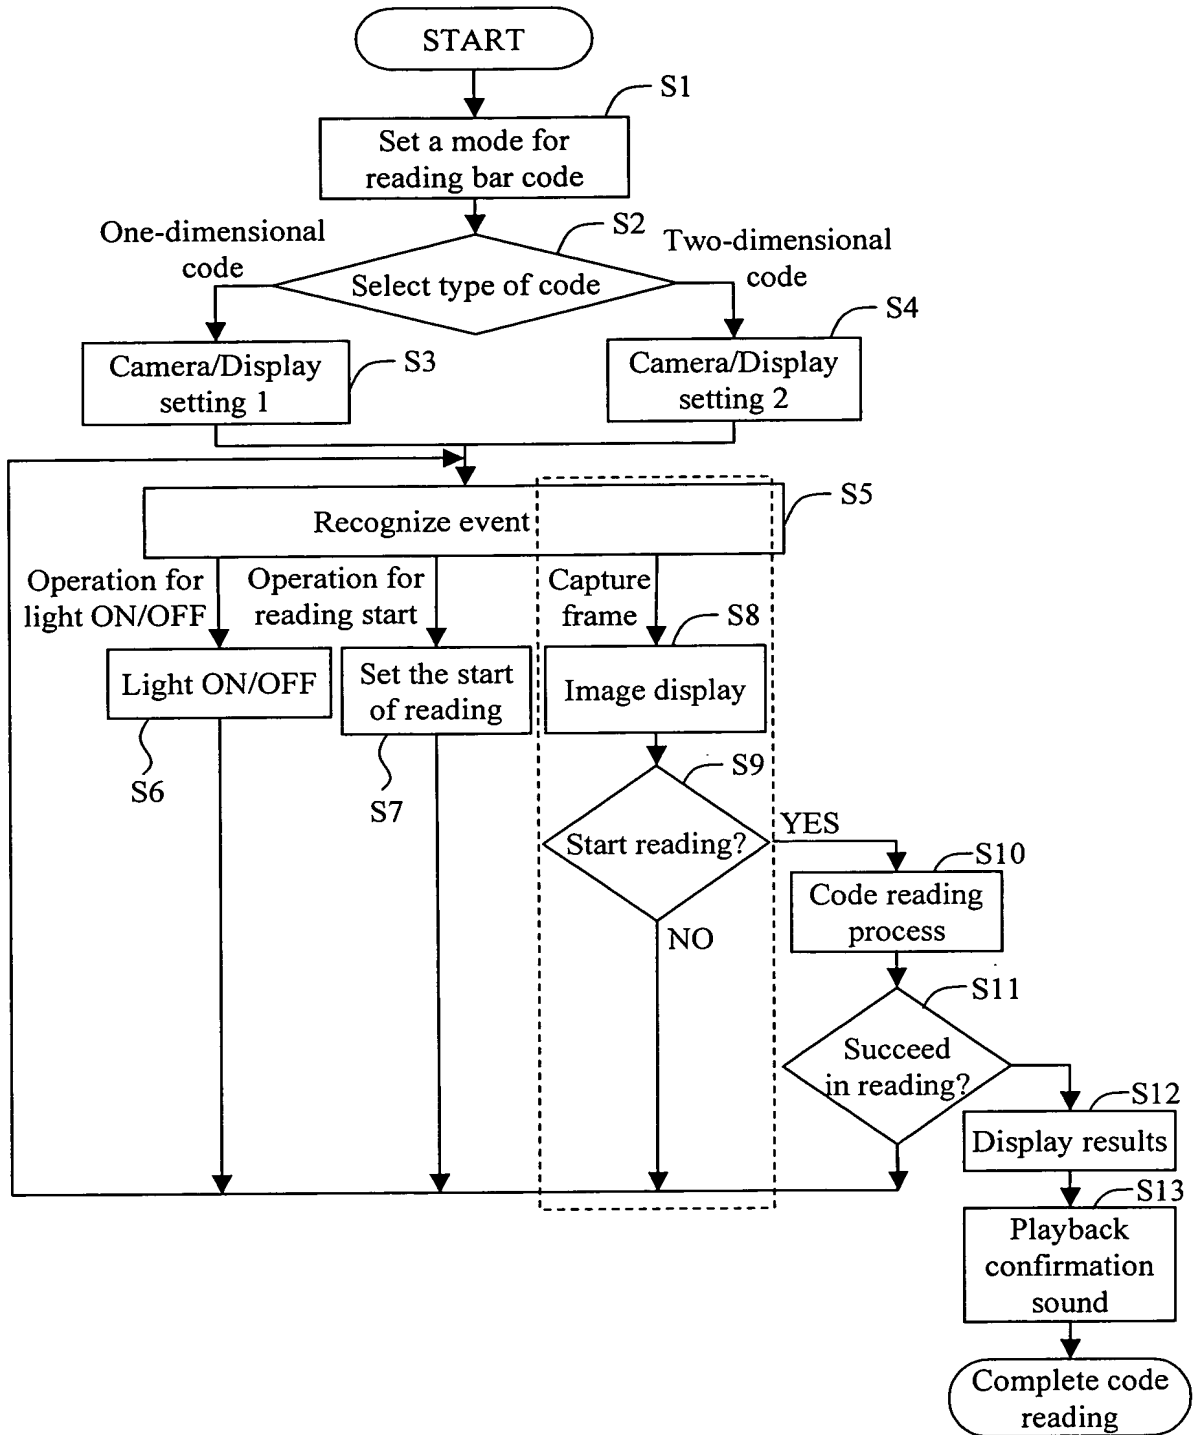 START
S1
Set a mode for
reading bar code
S2
One-dimensional
code
Two-dimensional
code
Select type of code
S4
S3
Camera/Display
setting 1
Camera/Display
setting 2
S5
Recognize event
Operation for
light ON/OFF
Operation for
reading start
Capture
frame
S8
Light ON/OFF
Set the start
of reading
Image display
S6
S7
S9
Start reading?
YES
NO
S10
Code reading
process
S11
Succeed
in reading?
S12
Display results
S13
Playback
confirmation
sound
Complete code
reading